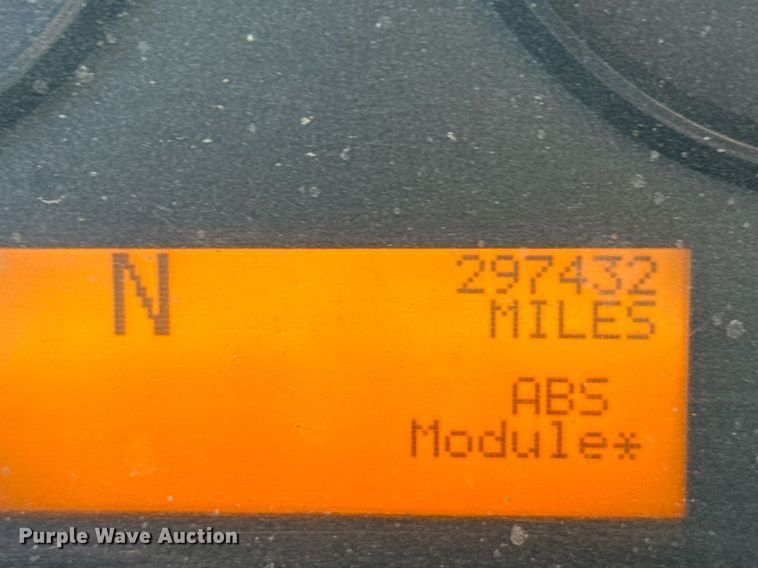 N
297432
MILES
ABS
Module*
Purple Wave Auction